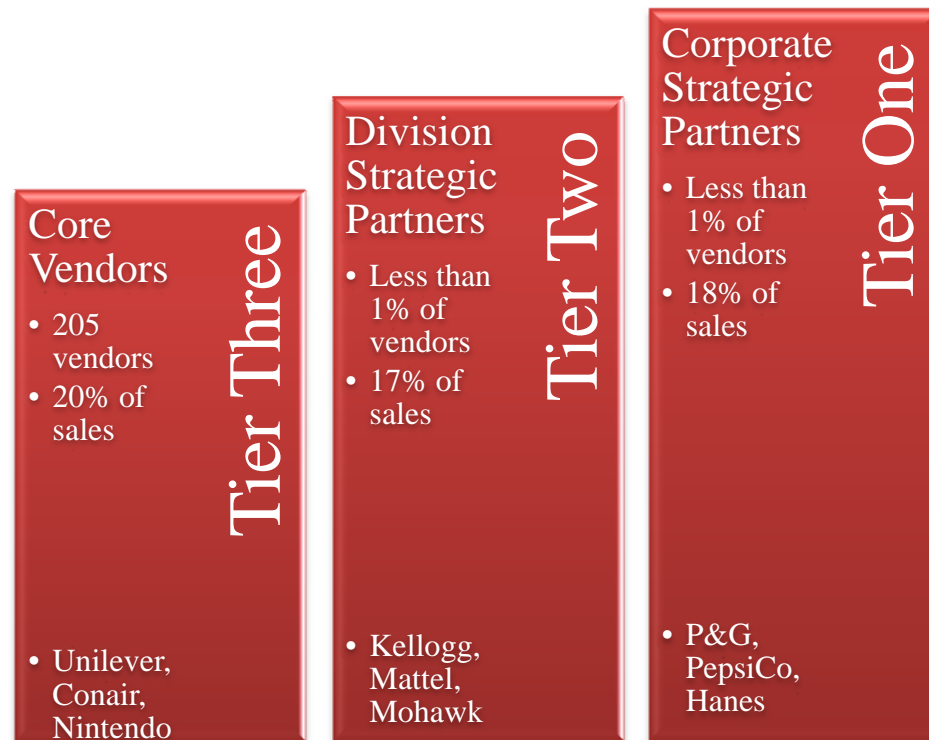 Core
Vendors
• 205
vendors
• 20% of
sales
• Unilever,
Conair,
Nintendo
Tier Three
Division
Strategic
Partners
• Less than
1% of
vendors
• 17% of
sales
• Kellogg,
Mattel,
Mohawk
Tier Two
Corporate
Strategic
Partners
• Less than
1% of
vendors
• 18% of
sales
• P&G,
PepsiCo,
Hanes
Tier One